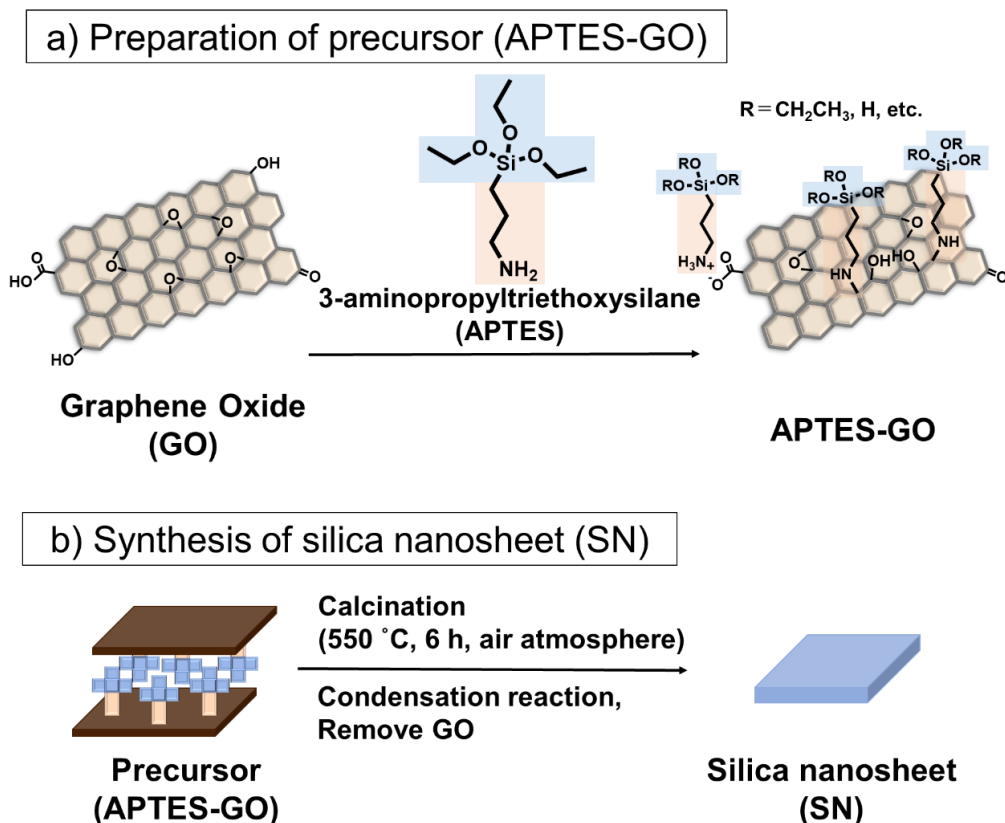 a) Preparation of precursor (APTES-GO)
R=CH₂CH₃, H, etc.
OH
O
O
O
O
O
O
HO
O
O
HO
O
O
O
Si
O
NH₂
3-aminopropyltriethoxysilane
(APTES)
Graphene Oxide
(GO)
RO
RO
Si
OR
H₃N⁺
O
⁻O
RO
RO
Si
OR
HN
OH
RO
RO
Si
OR
NH
HO
O
O
O
APTES-GO
b) Synthesis of silica nanosheet (SN)
Calcination
(550 ˚C, 6 h, air atmosphere)
Condensation reaction,
Remove GO
Precursor
(APTES-GO)
Silica nanosheet
(SN)